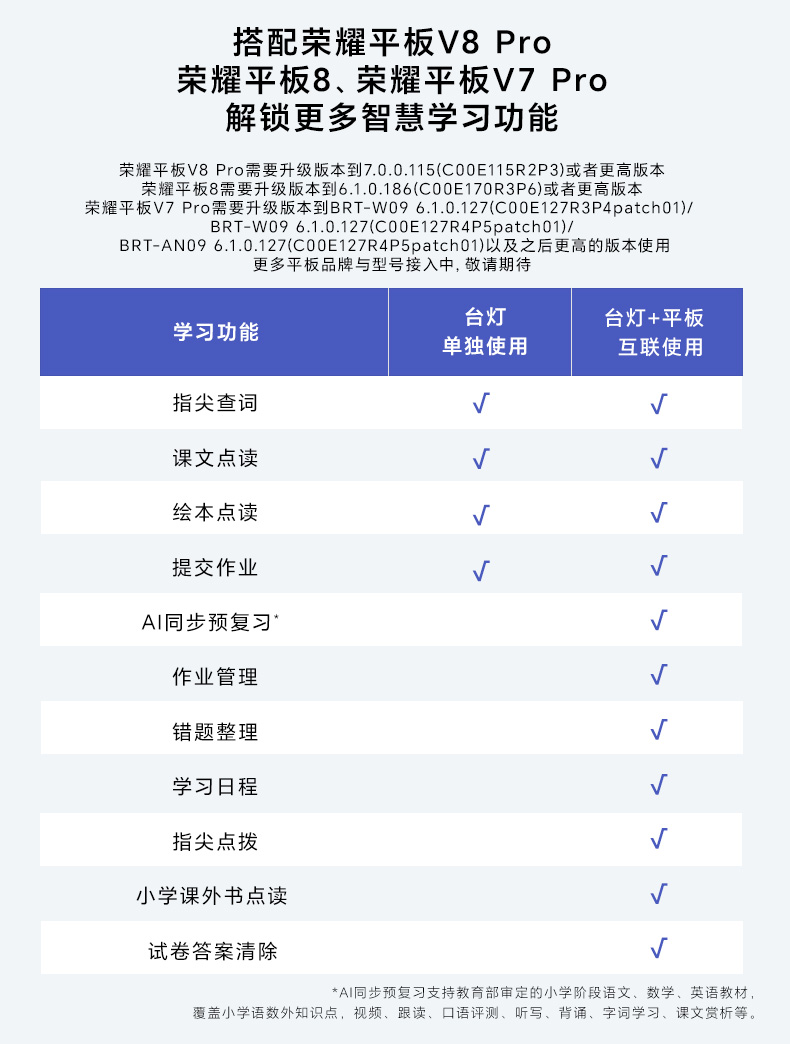 搭配荣耀平板V8 Pro
荣耀平板8、荣耀平板V7 Pro
解锁更多智慧学习功能
荣耀平板V8 Pro需要升级版本到7.0.0.115(C00E115R2P3)或者更高版本
荣耀平板8需要升级版本到6.1.0.186(C00E170R3P6)或者更高版本
荣耀平板V7 Pro需要升级版本到BRT-W09 6.1.0.127(C00E127R3P4patch01)/
BRT-W09 6.1.0.127(C00E127R4P5patch01)/
BRT-AN09 6.1.0.127(C00E127R4P5patch01)以及之后更高的版本使用
更多平板品牌与型号接入中, 敬请期待
学习功能
台灯
单独使用
台灯+平板
互联使用
指尖查词 √ √
课文点读 √ √
绘本点读 √ √
提交作业 √ √
AI同步预复习* √
作业管理 √
错题整理 √
学习日程 √
指尖点拨 √
小学课外书点读 √
试卷答案清除 √
*AI同步预复习支持教育部审定的小学阶段语文、数学、英语教材,
覆盖小学语数外知识点, 视频、跟读、口语评测、听写、背诵、字词学习、课文赏析等。